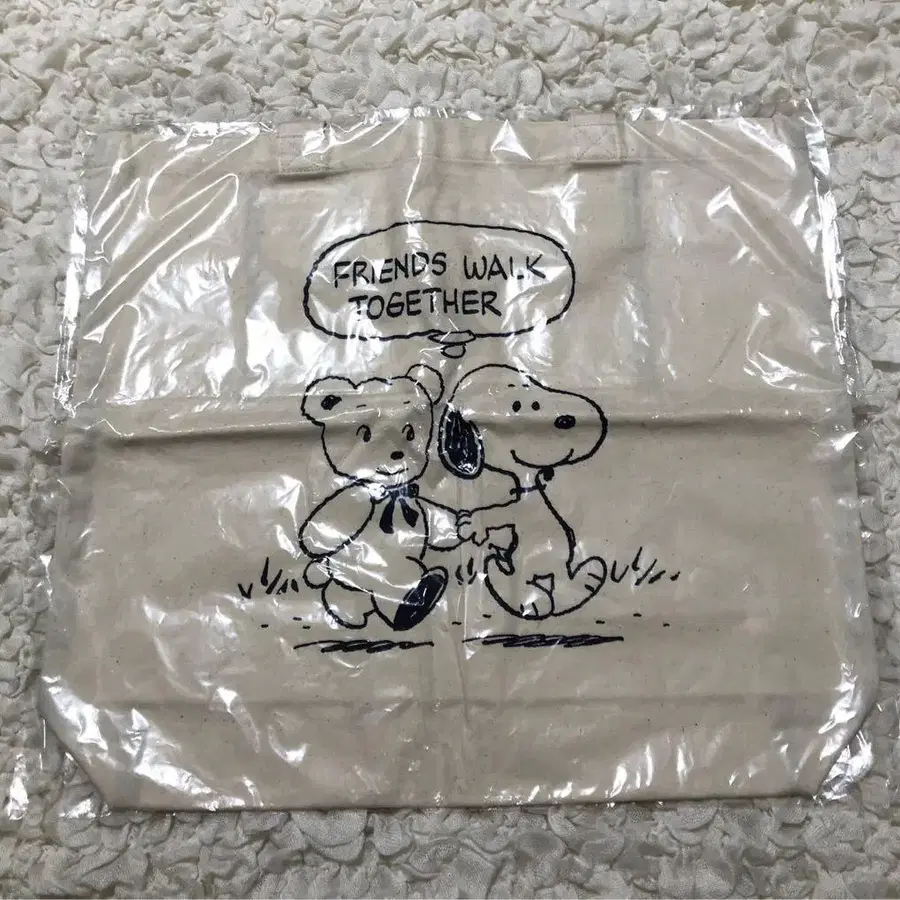 FRIENDS WALK
TOGETHER